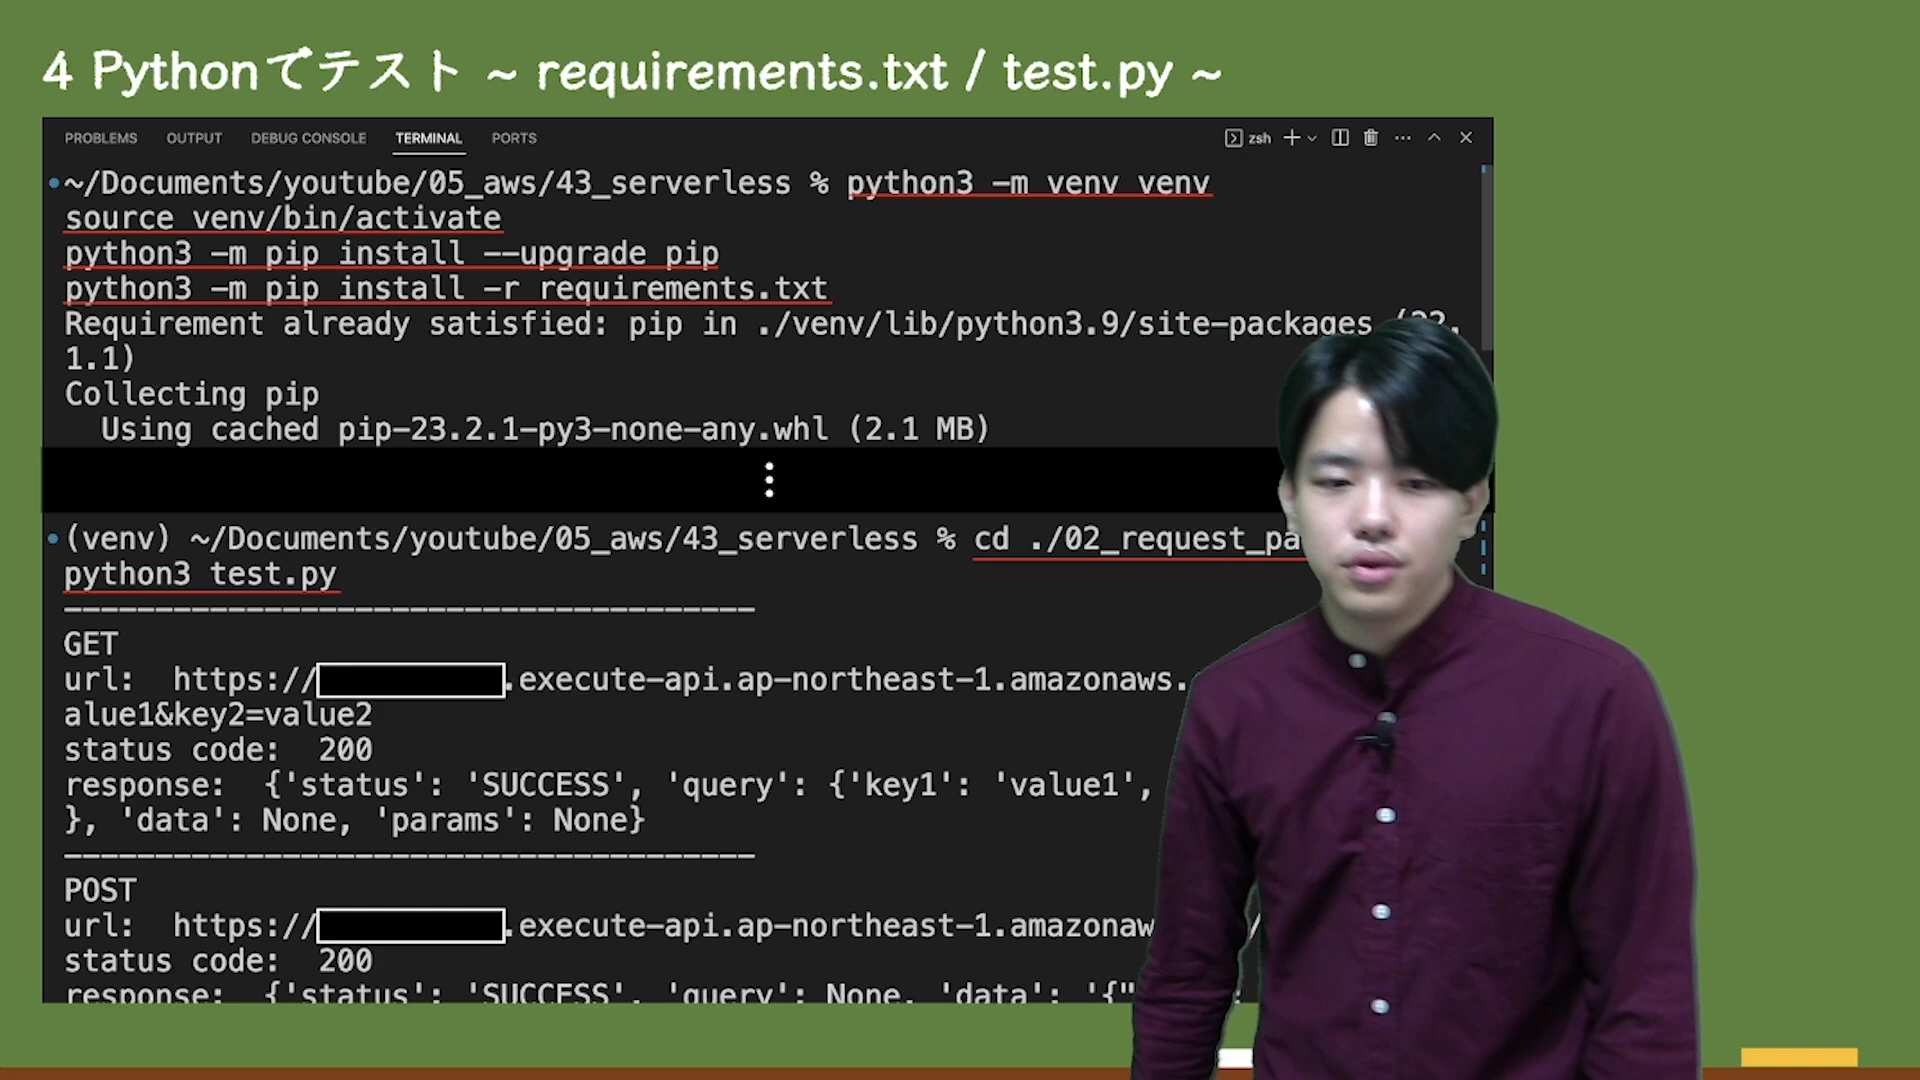 4 Pythonでテスト ~ requirements.txt / test.py ~
PROBLEMS OUTPUT DEBUG CONSOLE TERMINAL PORTS zsh
~/Documents/youtube/05_aws/43_serverless % python3 -m venv venv
source venv/bin/activate
python3 -m pip install --upgrade pip
python3 -m pip install -r requirements.txt
Requirement already satisfied: pip in ./venv/lib/python3.9/site-packages
1.1)
Collecting pip
Using cached pip-23.2.1-py3-none-any.whl (2.1 MB)
(venv) ~/Documents/youtube/05_aws/43_serverless % cd ./02_request_pa
python3 test.py
--------------------------------------
GET
url: https:// .execute-api.ap-northeast-1.amazonaws.
alue1&key2=value2
status code: 200
response: {'status': 'SUCCESS', 'query': {'key1': 'value1',
}, 'data': None, 'params': None}
--------------------------------------
POST
url: https:// .execute-api.ap-northeast-1.amazonaw
status code: 200
response: {'status': 'SUCCESS', 'query': None, 'data': '{"